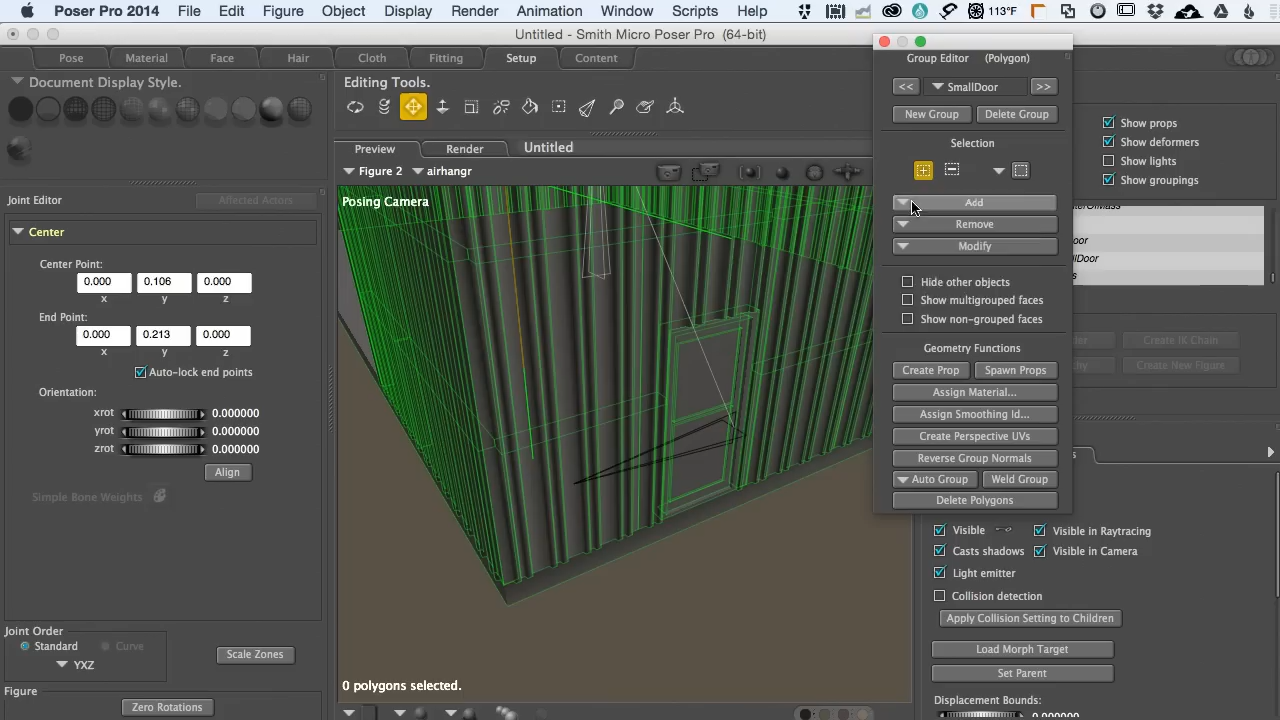 Poser Pro 2014 File Edit Figure Object Display Render Animation Window Scripts Help 113°F
Untitled - Smith Micro Poser Pro (64-bit)
Pose Material Face Hair Cloth Fitting Setup Content
Document Display Style.
Editing Tools.
Preview Render Untitled
Figure 2 airhangr
Posing Camera
0 polygons selected.
Joint Editor Affected Actors
Center
Center Point:
0.000 0.106 0.000
x y z
End Point:
0.000 0.213 0.000
x y z
Auto-lock end points
Orientation:
xrot 0.000000
yrot 0.000000
zrot 0.000000
Align
Simple Bone Weights
Joint Order
Standard Curve
YXZ
Scale Zones
Figure
Zero Rotations
Group Editor (Polygon)
<< SmallDoor >>
New Group Delete Group
Selection
Add
Remove
Modify
Hide other objects
Show multigrouped faces
Show non-grouped faces
Geometry Functions
Create Prop Spawn Props
Assign Material...
Assign Smoothing Id...
Create Perspective UVs
Reverse Group Normals
Auto Group Weld Group
Delete Polygons
Show props
Show deformers
Show lights
Show groupings
oor
llDoor
s
Create IK Chain
Create New Figure
Visible Visible in Raytracing
Casts shadows Visible in Camera
Light emitter
Collision detection
Apply Collision Setting to Children
Load Morph Target
Set Parent
Displacement Bounds:
0.000000